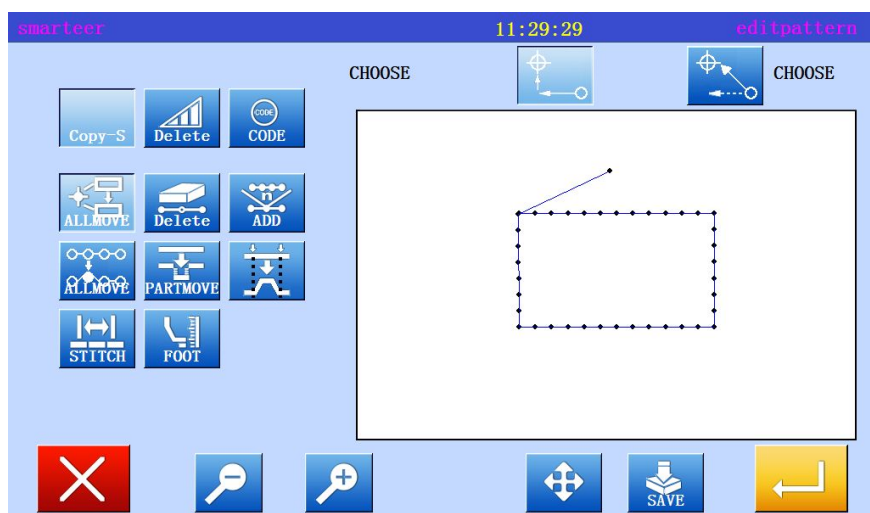 smarteer 11:29:29 editpattern
CHOOSE CHOOSE
Copy-S Delete CODE CODE
ALLMOVE Delete n ADD
ALLMOVE PARTMOVE
STITCH FOOT
SAVE